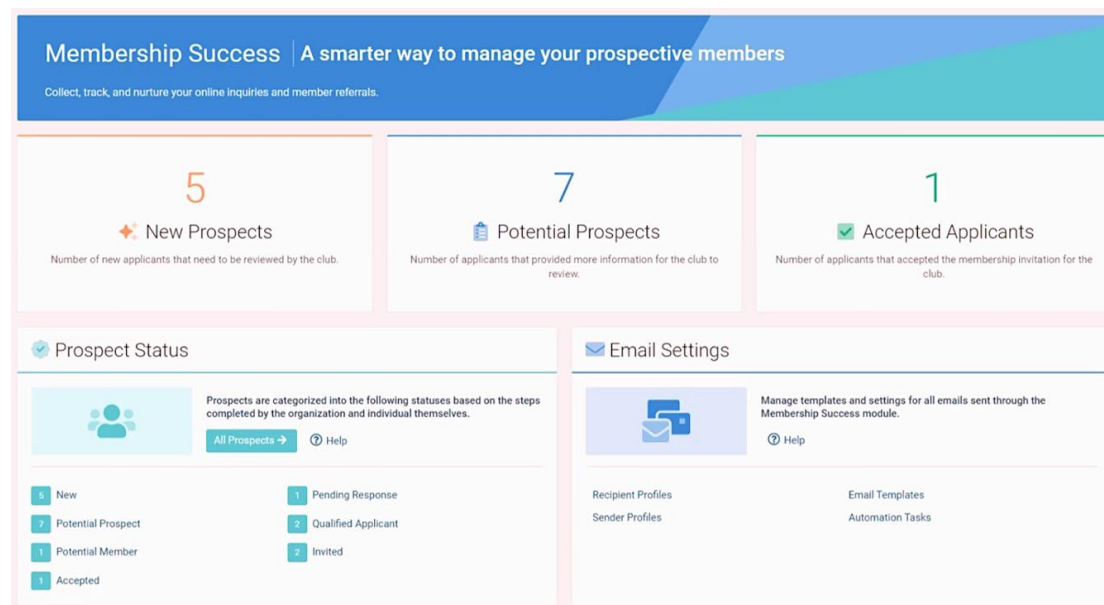 Membership Success | A smarter way to manage your prospective members
Collect, track, and nurture your online inquiries and member referrals.
5
New Prospects
Number of new applicants that need to be reviewed by the club.
7
Potential Prospects
Number of applicants that provided more information for the club to
review.
1
Accepted Applicants
Number of applicants that accepted the membership invitation for the
club.
Prospect Status
Prospects are categorized into the following statuses based on the steps
completed by the organization and individual themselves.
All Prospects →
? Help
5 New
7 Potential Prospect
1 Potential Member
1 Accepted
1 Pending Response
2 Qualified Applicant
2 Invited
Email Settings
Manage templates and settings for all emails sent through the
Membership Success module.
? Help
Recipient Profiles
Sender Profiles
Email Templates
Automation Tasks